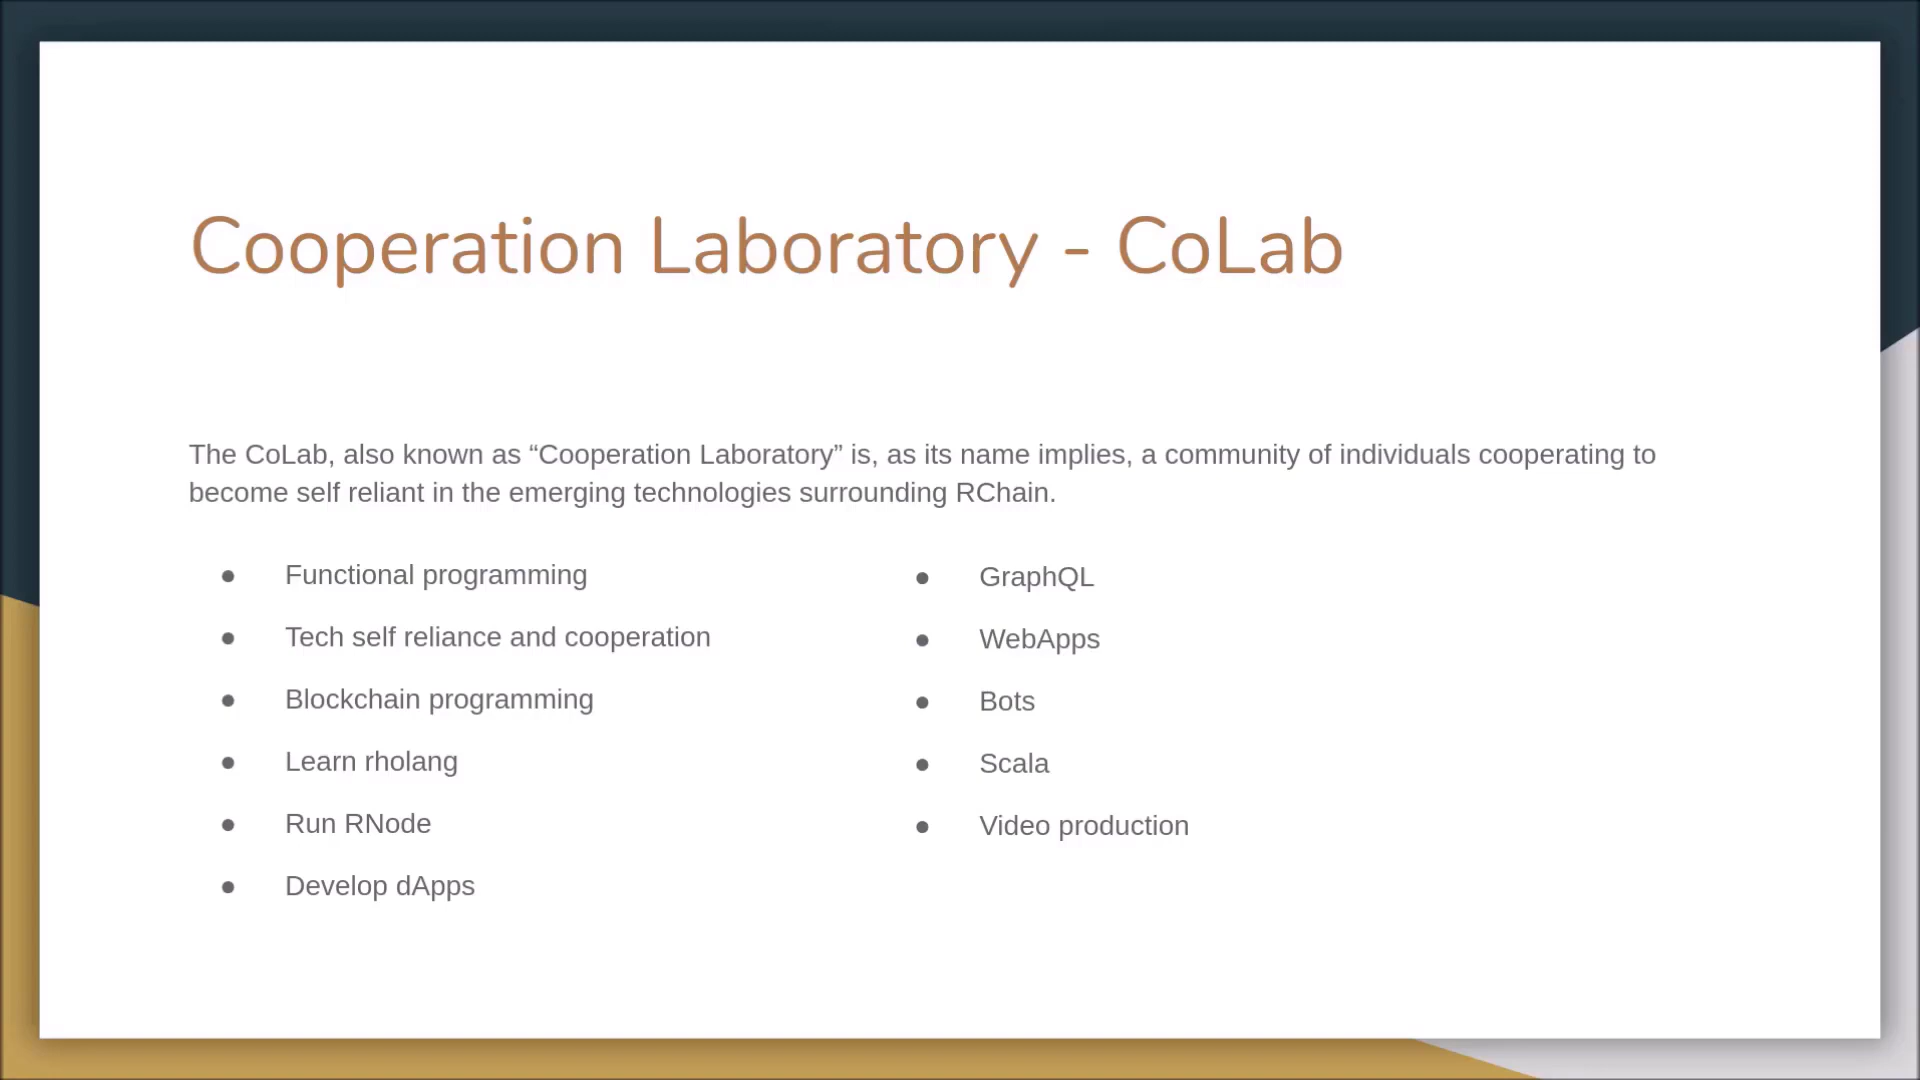 Cooperation Laboratory - CoLab
The CoLab, also known as “Cooperation Laboratory” is, as its name implies, a community of individuals cooperating to
become self reliant in the emerging technologies surrounding RChain.
● Functional programming
● Tech self reliance and cooperation
● Blockchain programming
● Learn rholang
● Run RNode
● Develop dApps
● GraphQL
● WebApps
● Bots
● Scala
● Video production